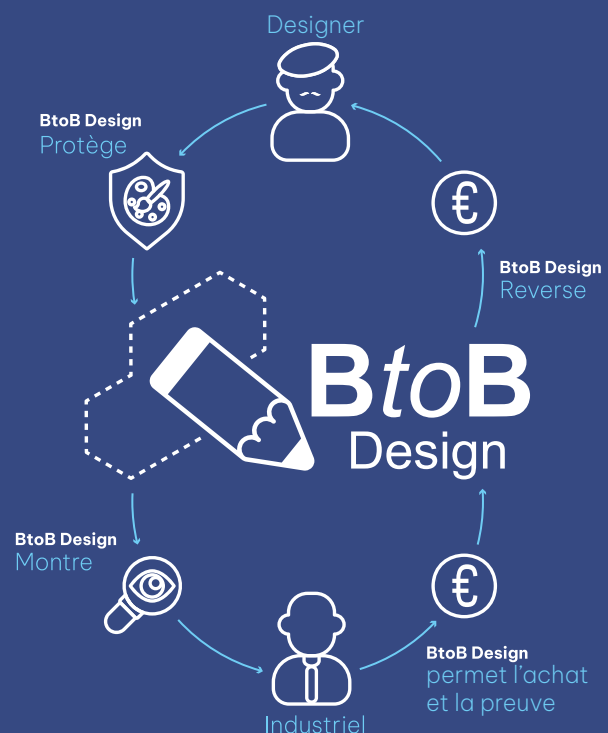 Designer
BtoB Design
Protège
€
BtoB Design
Reverse
BtoB
Design
BtoB Design
Montre
€
BtoB Design
permet l'achat
et la preuve
Industriel